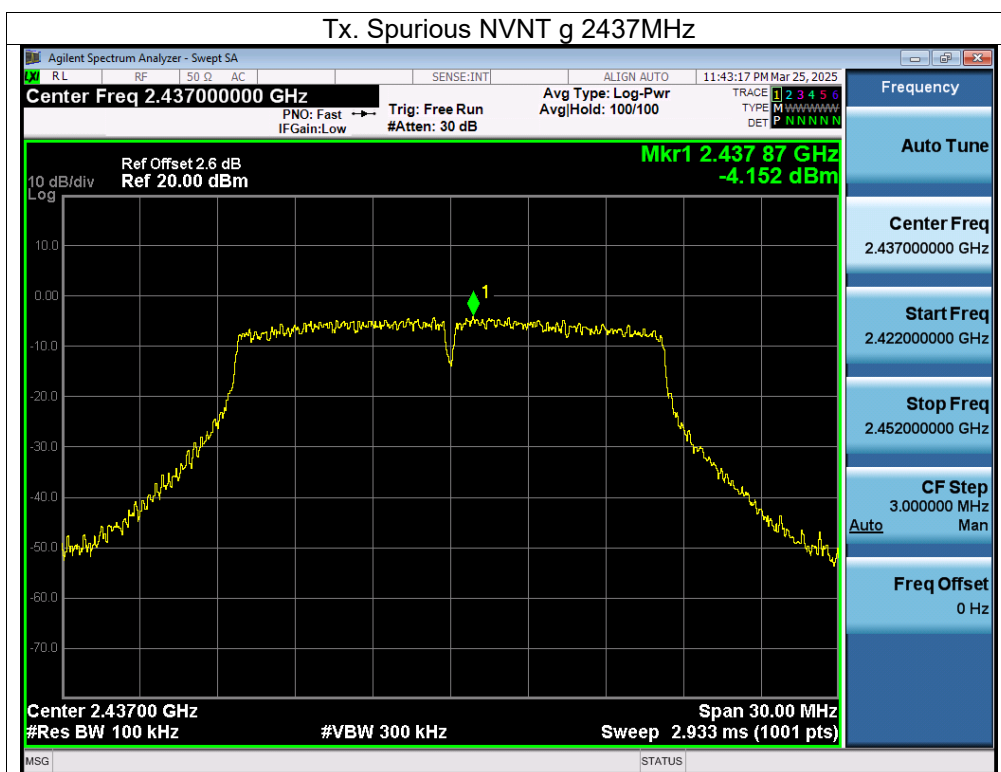 Tx. Spurious NVNT g 2437MHz
Agilent Spectrum Analyzer - Swept SA
LXI RL RF 50 Ω AC SENSE:INT ALIGN AUTO 11:43:17 PM Mar 25, 2025
Center Freq 2.437000000 GHz
PNO: Fast
IFGain:Low
Trig: Free Run
#Atten: 30 dB
Avg Type: Log-Pwr
Avg|Hold: 100/100
TRACE 1 2 3 4 5 6
TYPE M W W W W W
DET P N N N N N
Ref Offset 2.6 dB
10 dB/div Ref 20.00 dBm
Log
Mkr1 2.437 87 GHz
-4.152 dBm
10.0
0.00
-10.0
-20.0
-30.0
-40.0
-50.0
-60.0
-70.0
1
Center 2.43700 GHz Span 30.00 MHz
#Res BW 100 kHz #VBW 300 kHz Sweep 2.933 ms (1001 pts)
MSG STATUS
Frequency
Auto Tune
Center Freq
2.437000000 GHz
Start Freq
2.422000000 GHz
Stop Freq
2.452000000 GHz
CF Step
3.000000 MHz
Auto Man
Freq Offset
0 Hz